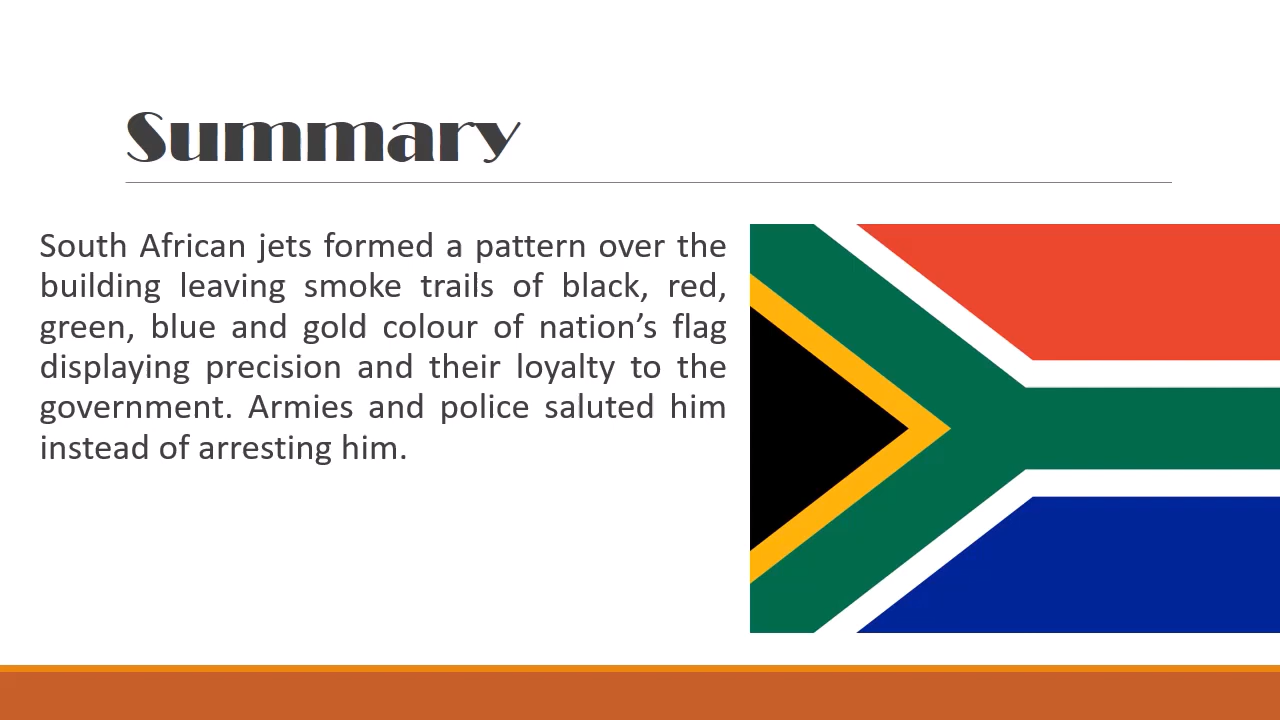 Summary
South African jets formed a pattern over the
building leaving smoke trails of black, red,
green, blue and gold colour of nation’s flag
displaying precision and their loyalty to the
government. Armies and police saluted him
instead of arresting him.